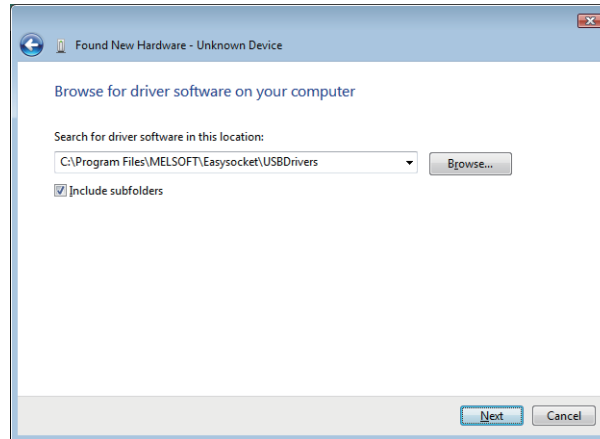 Found New Hardware - Unknown Device
Browse for driver software on your computer
Search for driver software in this location:
C:\Program Files\MELSOFT\Easysocket\USBDrivers
Browse...
Include subfolders
Next
Cancel